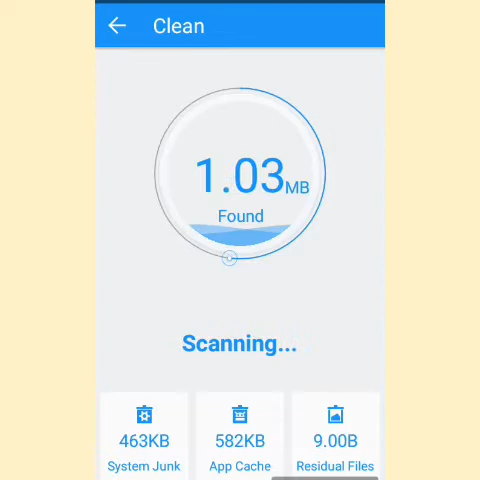 Clean
1.03MB
Found
Scanning...
463KB
582KB
9.00B
System Junk
App Cache
Residual Files